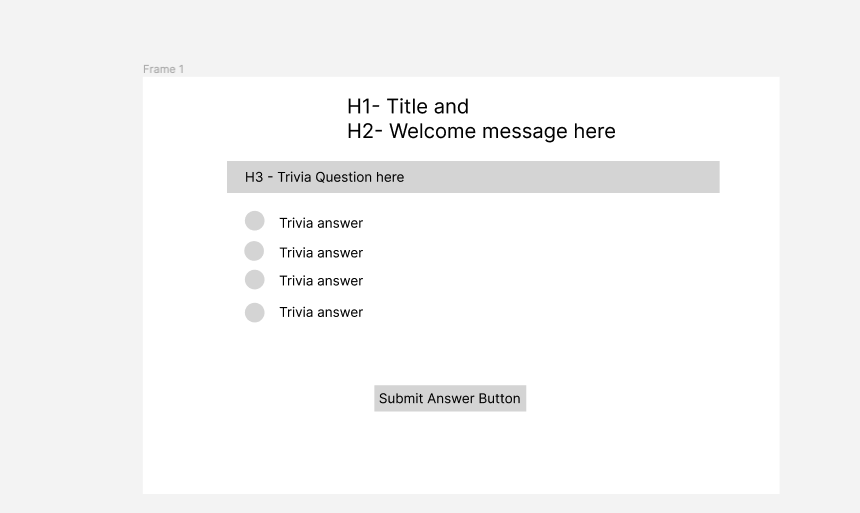 Frame 1
H1- Title and
H2- Welcome message here
H3 - Trivia Question here
Trivia answer
Trivia answer
Trivia answer
Trivia answer
Submit Answer Button